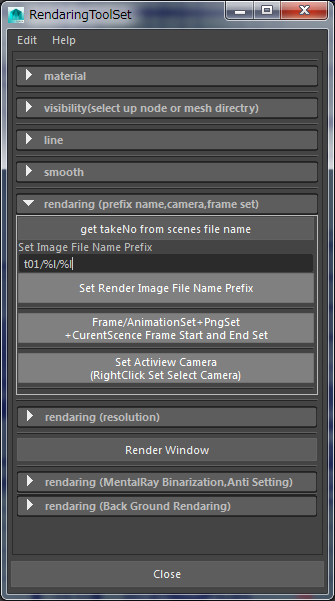 RendaringToolSet
Edit Help
material
visibility(select up node or mesh directry)
line
smooth
rendaring (prefix name,camera,frame set)
get takeNo from scenes file name
Set Image File Name Prefix
t01/%l/%l
Set Render Image File Name Prefix
Frame/AnimationSet+PngSet
+CurentScence Frame Start and End Set
Set Actiview Camera
(RightClick Set Select Camera)
rendaring (resolution)
Render Window
rendaring (MentalRay Binarization,Anti Setting)
rendaring (Back Ground Rendaring)
Close